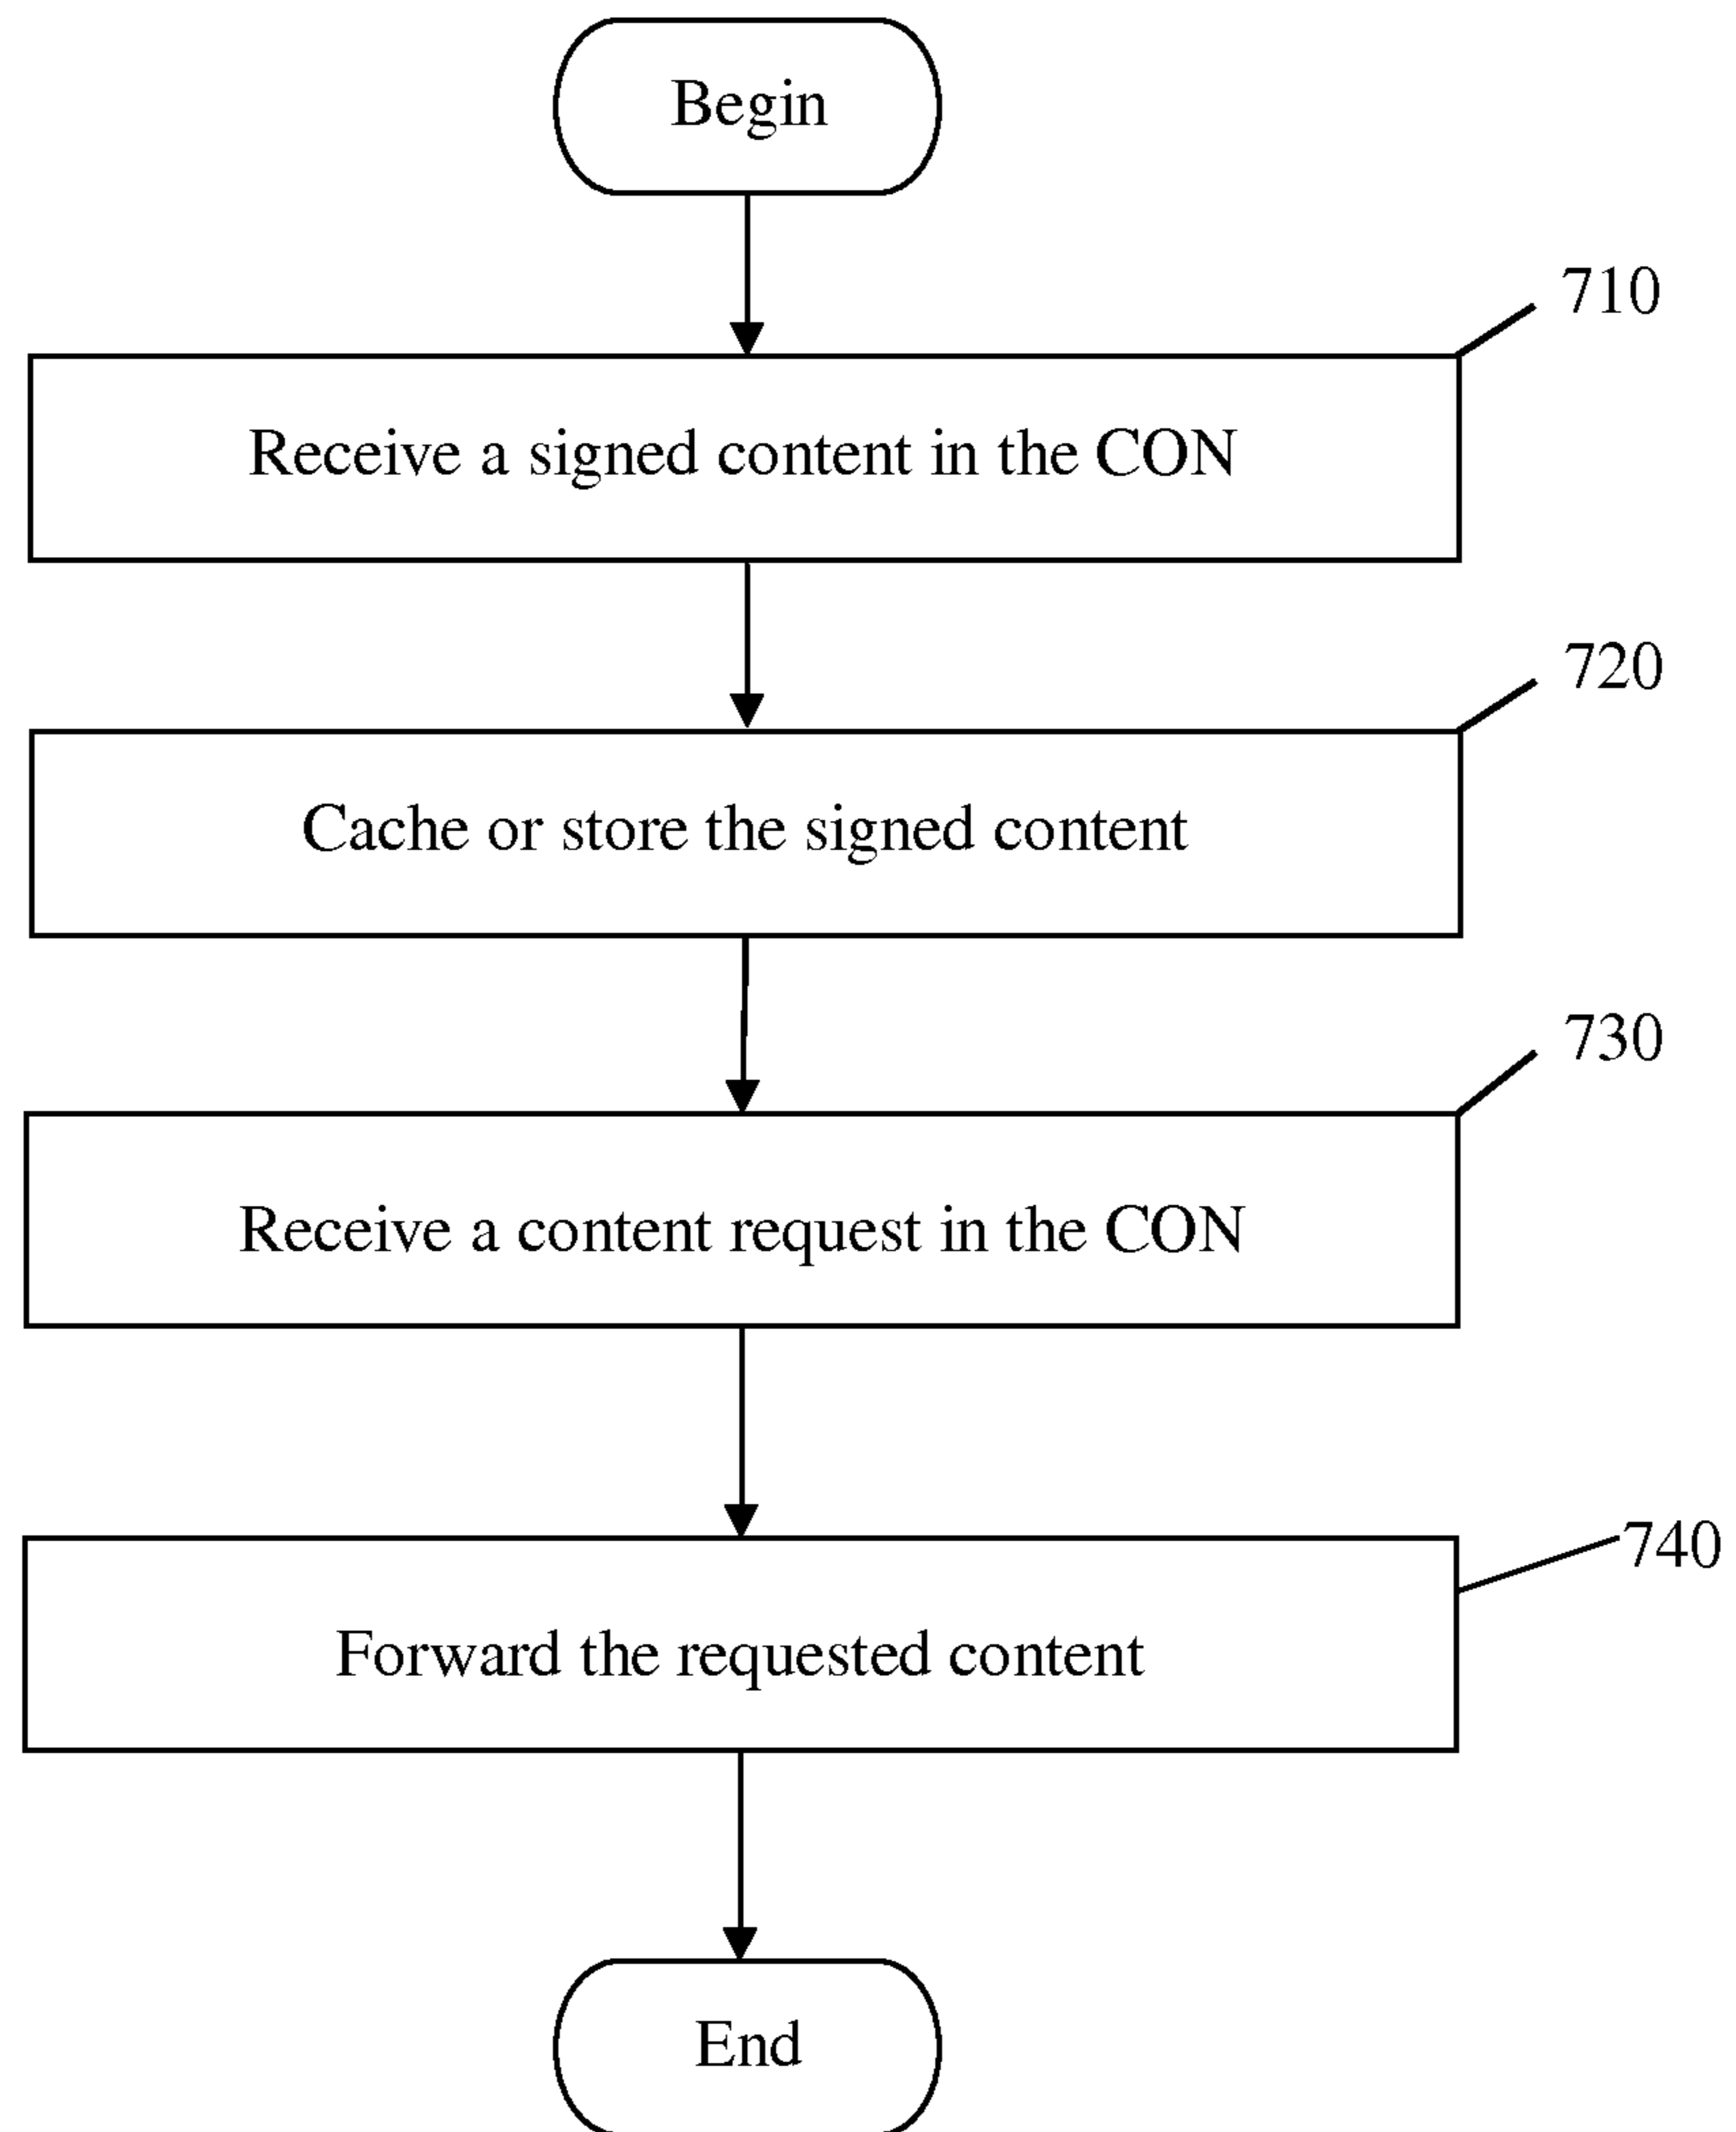 Begin
710
Receive a signed content in the CON
720
Cache or store the signed content
730
Receive a content request in the CON
740
Forward the requested content
End